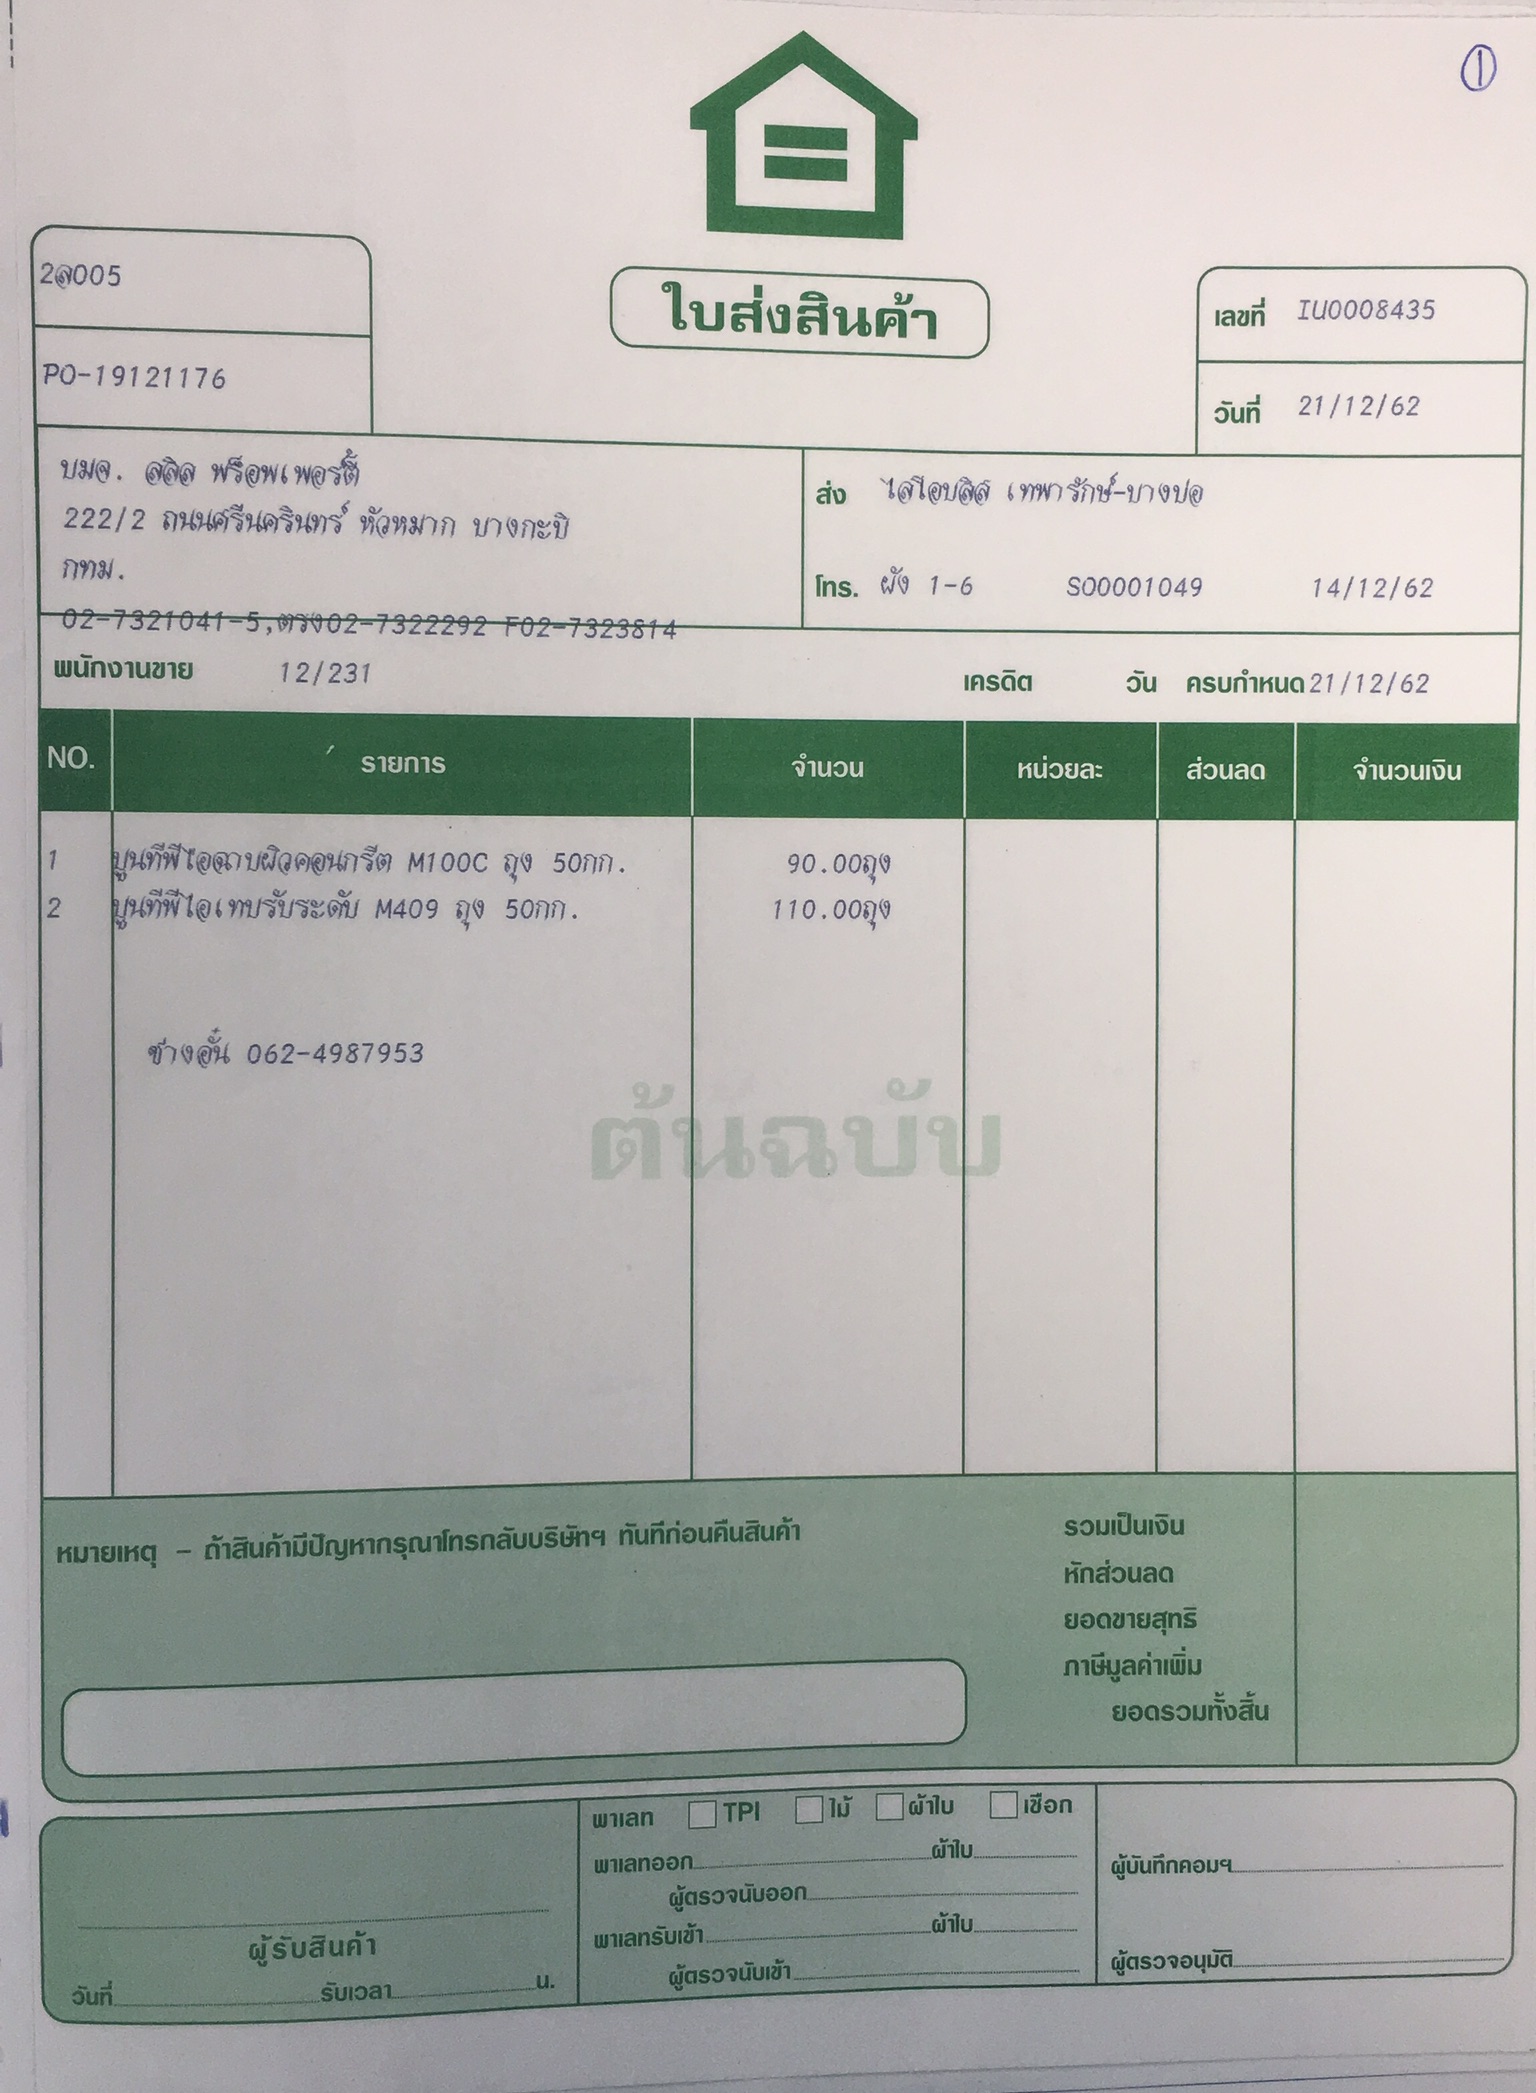 1
2ล005
ใบส่งสินค้า
เลขที่ IU0008435
PO-19121176
วันที่ 21/12/62
บมจ. ลลิล พร็อพเพอร์ตี้
ส่ง ไลโอบลิส เทพารักษ์-บางบ่อ
222/2 ถนนศรีนครินทร์ หัวหมาก บางกะปิ
กทม.
โทร. ผัง 1-6 SO0001049 14/12/62
02-7321041-5,ตรง02-7322292 F02-7323814
พนักงานขาย 12/231 เครดิต วัน ครบกำหนด 21/12/62
NO. รายการ จำนวน หน่วยละ ส่วนลด จำนวนเงิน
1 ปูนทีพีไอฉาบผิวคอนกรีต M100C ถุง 50กก. 90.00ถุง
2 ปูนทีพีไอเทปรับระดับ M409 ถุง 50กก. 110.00ถุง
ช่างอั๋น 062-4987953
ต้นฉบับ
หมายเหตุ - ถ้าสินค้ามีปัญหากรุณาโทรกลับบริษัทฯ ทันทีก่อนคืนสินค้า
รวมเป็นเงิน
หักส่วนลด
ยอดขายสุทธิ
ภาษีมูลค่าเพิ่ม
ยอดรวมทั้งสิ้น
พาเลท TPI ไม้ ผ้าใบ เชือก
พาเลทออก ผ้าใบ
ผู้ตรวจนับออก
พาเลทรับเข้า ผ้าใบ
ผู้ตรวจนับเข้า
ผู้รับสินค้า
วันที่ รับเวลา น.
ผู้บันทึกคอมฯ
ผู้ตรวจอนุมัติ